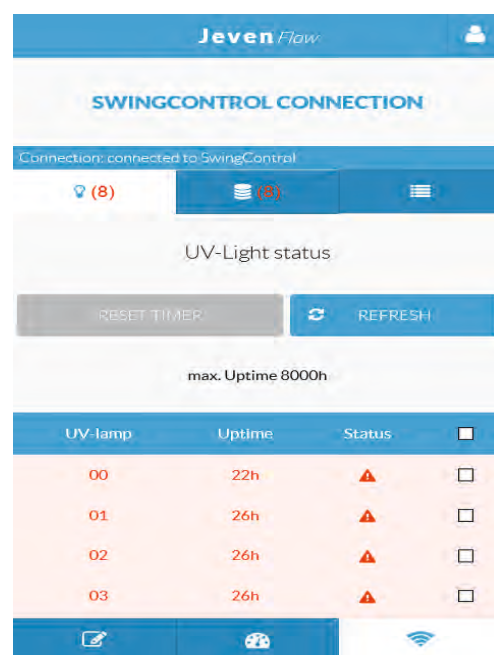 Jeven Flow
SWINGCONTROL CONNECTION
Connection: connected to SwingControl
(8) (8)
UV-Light status
RESET TIMER REFRESH
max. Uptime 8000h
UV-lamp Uptime Status
00 22h
01 26h
02 26h
03 26h